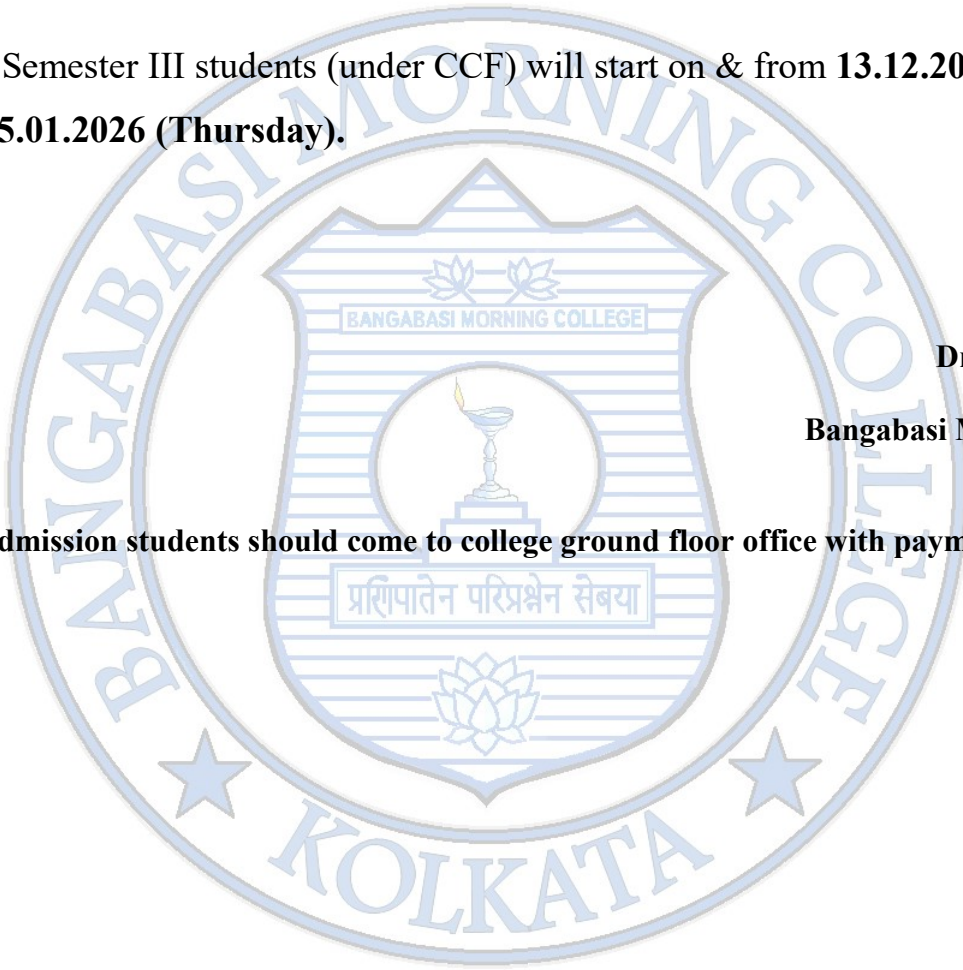 Semester III students (under CCF) will start on & from 13.12.20
5.01.2026 (Thursday).
BANGABASI MORNING COLLEGE
BANGABASI MORNING COLLEGE
Dr
Bangabasi M
dmission students should come to college ground floor office with paym
प्रणिपातेन परिप्रश्नेन सेबया
KOLKATA